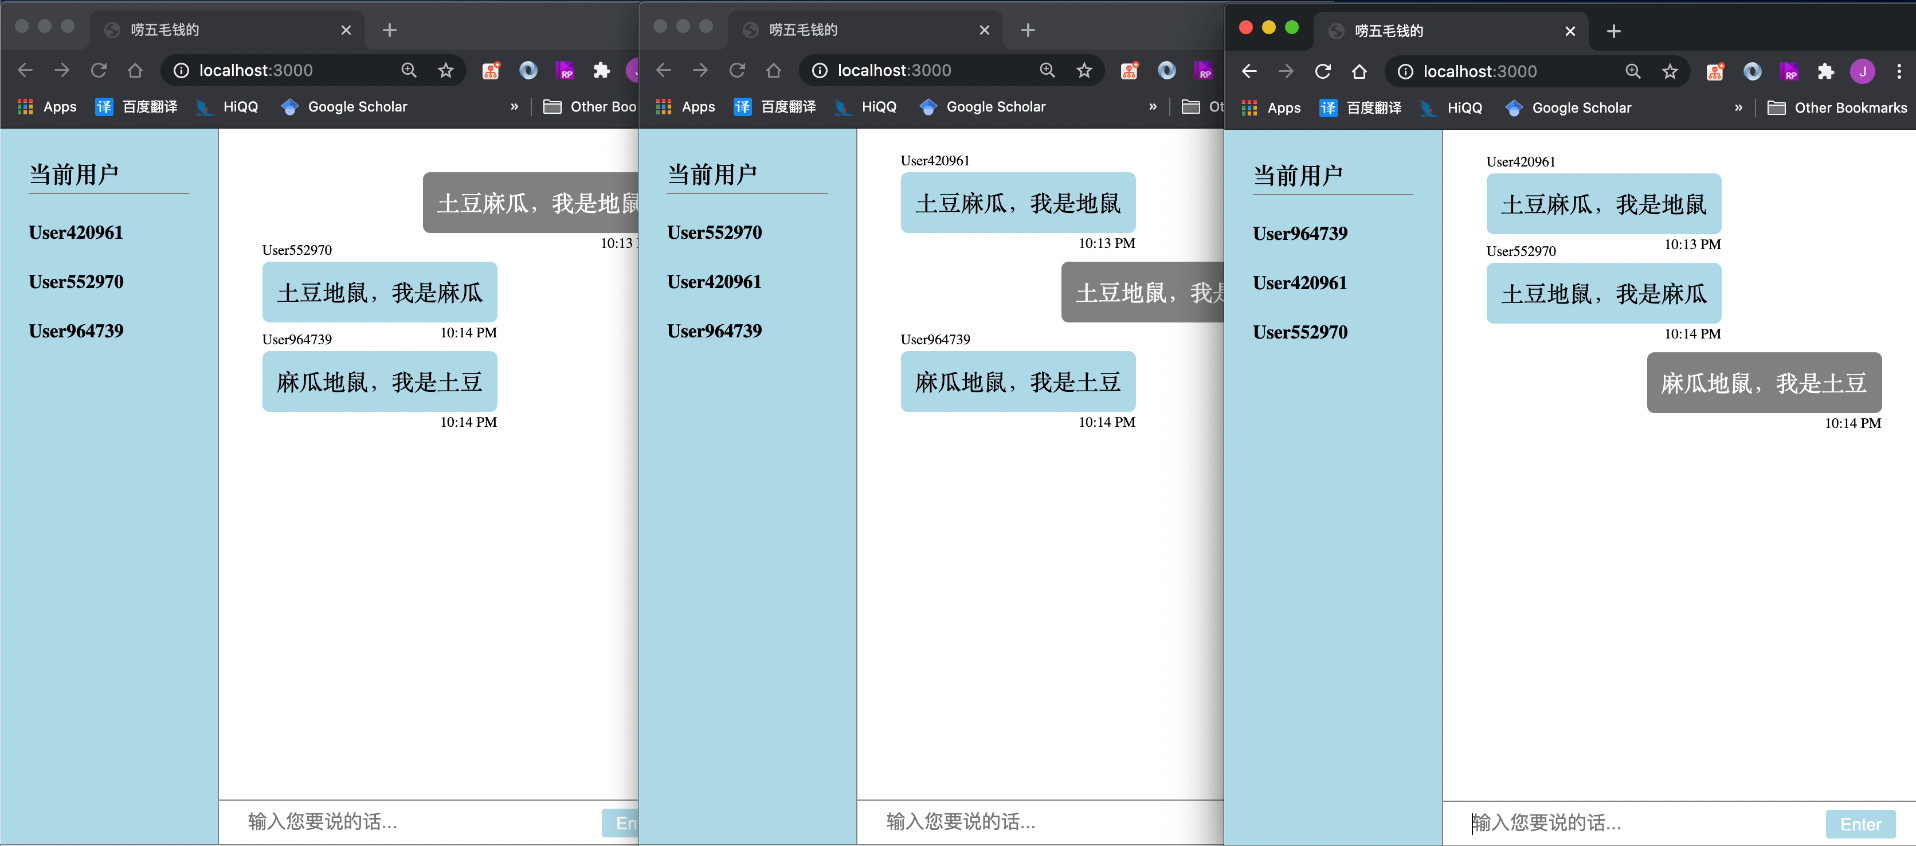 唠五毛钱的
localhost:3000
Apps
百度翻译
HiQQ
Google Scholar
»
Other Boo
当前用户
User420961
User552970
User964739
土豆麻瓜，我是地鼠
10:13
User552970
土豆地鼠，我是麻瓜
10:14 PM
User964739
麻瓜地鼠，我是土豆
10:14 PM
输入您要说的话...
En
唠五毛钱的
localhost:3000
RP
Apps
译
百度翻译
HiQQ
Google Scholar
»
Ot
当前用户
User552970
User420961
User964739
User420961
土豆麻瓜，我是地鼠
10:13 PM
土豆地鼠，我是
User964739
麻瓜地鼠，我是土豆
10:14 PM
输入您要说的话...
唠五毛钱的
localhost:3000
RP
J
Apps
译
百度翻译
HiQQ
Google Scholar
»
Other Bookmarks
当前用户
User964739
User420961
User552970
User420961
土豆麻瓜，我是地鼠
10:13 PM
User552970
土豆地鼠，我是麻瓜
10:14 PM
麻瓜地鼠，我是土豆
10:14 PM
输入您要说的话...
Enter